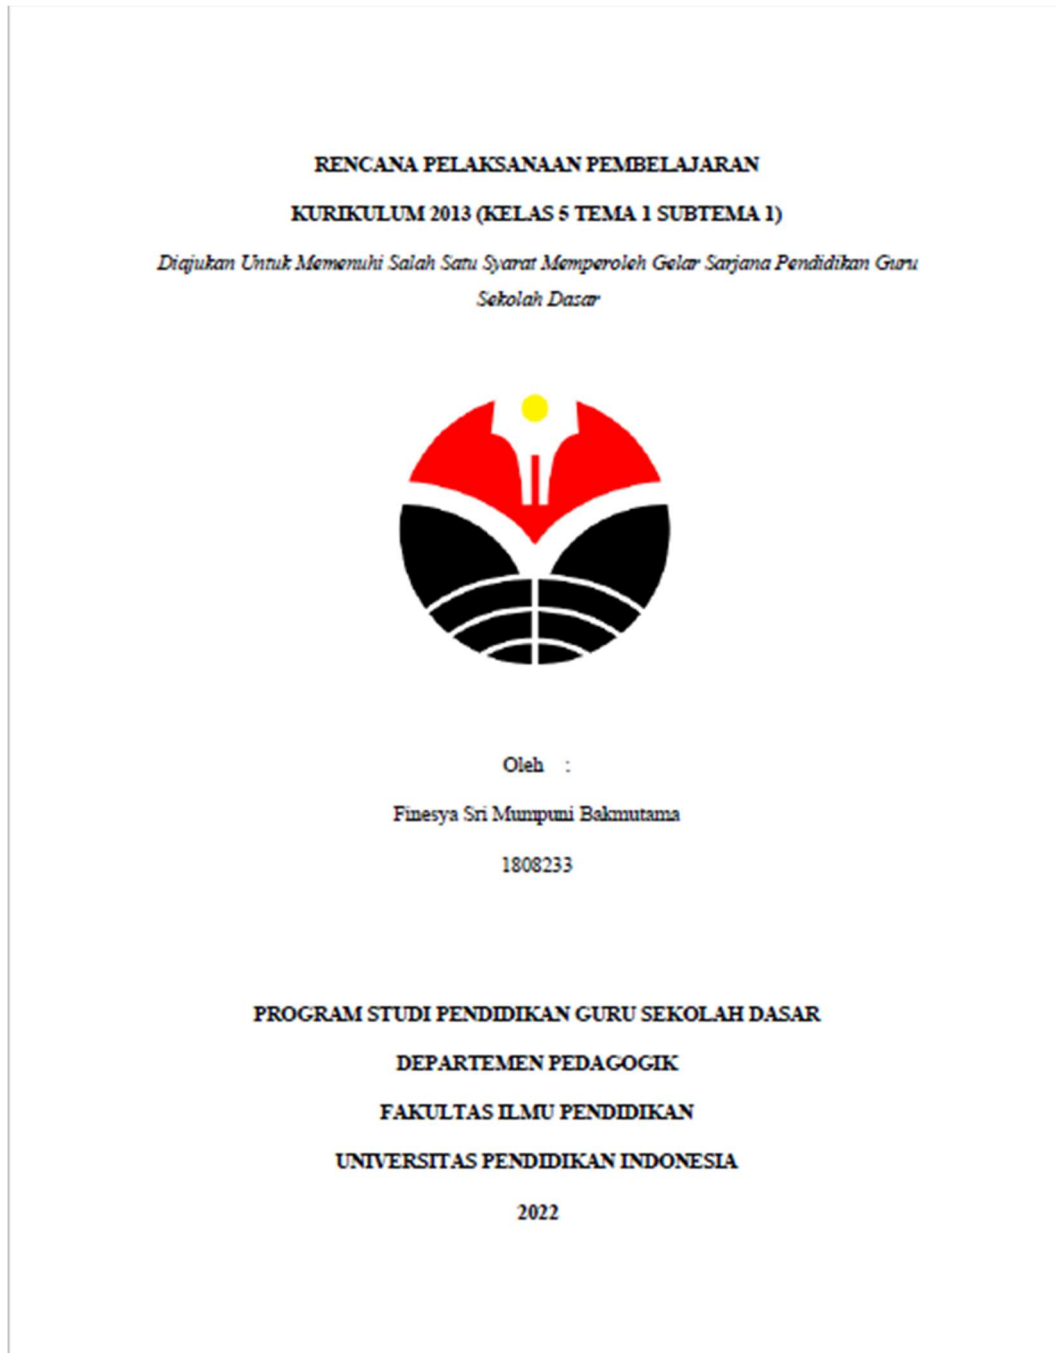 RENCANA PELAKSANAAN PEMBELAJARAN
KURIKULUM 2013 (KELAS 5 TEMA 1 SUBTEMA 1)
Diajukan Untuk Memenuhi Salah Satu Syarat Memperoleh Gelar Sarjana Pendidikan Guru
Sekolah Dasar
Oleh :
Finesya Sri Mumpuni Bakmutama
1808233
PROGRAM STUDI PENDIDIKAN GURU SEKOLAH DASAR
DEPARTEMEN PEDAGOGIK
FAKULTAS ILMU PENDIDIKAN
UNIVERSITAS PENDIDIKAN INDONESIA
2022